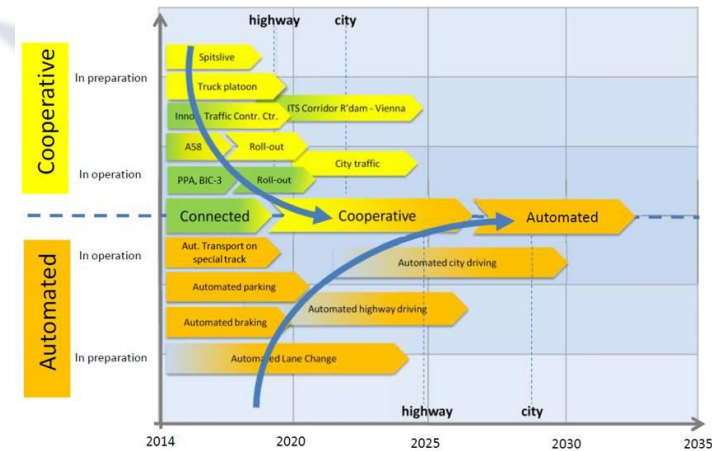 highway
city
Cooperative
In preparation
Spitslive
Truck platoon
ITS Corridor R'dam - Vienna
Inno. Traffic Contr. Ctr.
A58
Roll-out
City traffic
In operation
PPA, BIC-3
Roll-out
Connected
Cooperative
Automated
Automated
In operation
Aut. Transport on
special track
Automated city driving
Automated parking
Automated highway driving
Automated braking
In preparation
Automated Lane Change
highway
city
2014
2020
2025
2030
2035